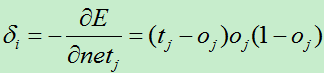 δᵢ = −∂E/∂netⱼ = (tⱼ − oⱼ)oⱼ(1 − oⱼ)